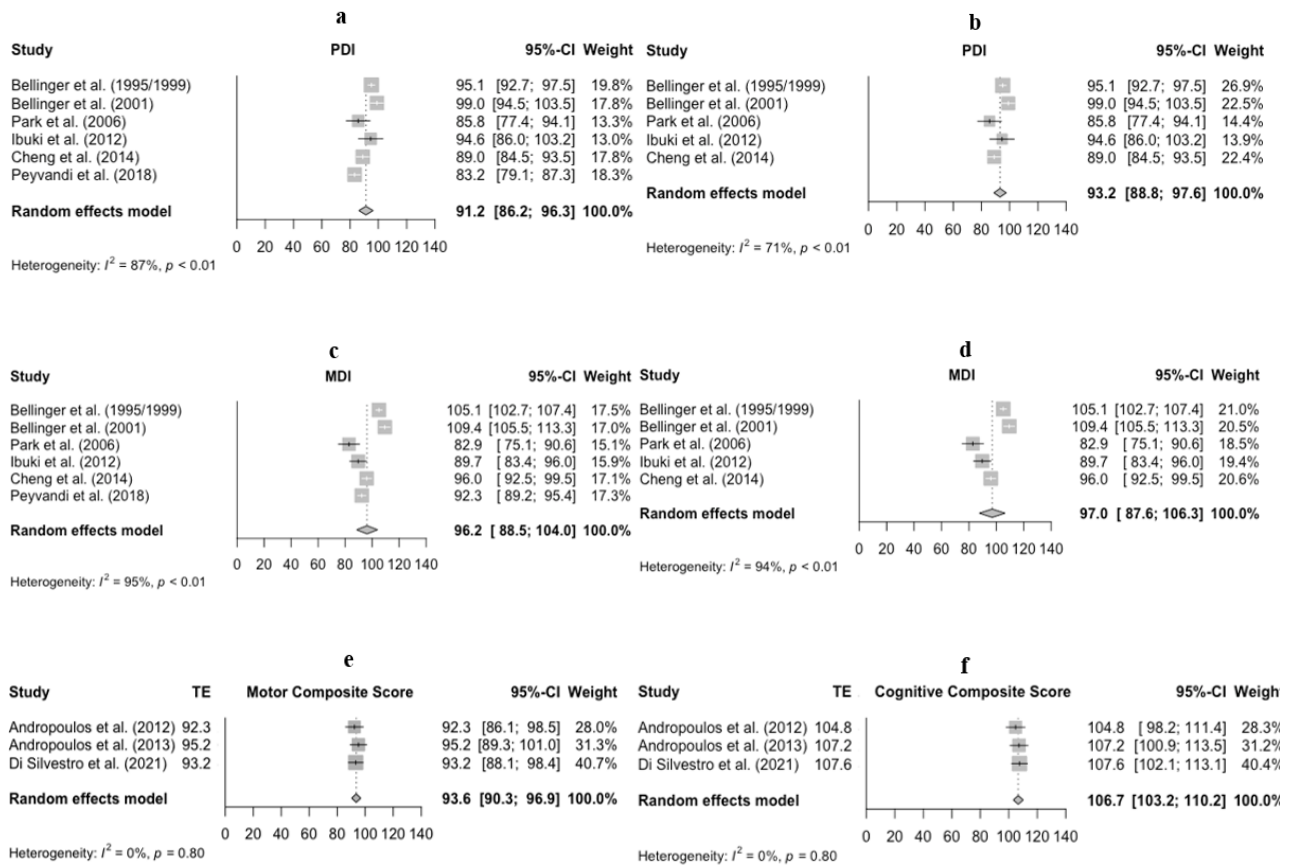 a
Study PDI 95%-CI Weight
Bellinger et al. (1995/1999) 95.1 [92.7; 97.5] 19.8%
Bellinger et al. (2001) 99.0 [94.5; 103.5] 17.8%
Park et al. (2006) 85.8 [77.4; 94.1] 13.3%
Ibuki et al. (2012) 94.6 [86.0; 103.2] 13.0%
Cheng et al. (2014) 89.0 [84.5; 93.5] 17.8%
Peyvandi et al. (2018) 83.2 [79.1; 87.3] 18.3%
Random effects model 91.2 [86.2; 96.3] 100.0%
0 20 40 60 80 100 120 140
Heterogeneity: I² = 87%, p < 0.01
b
Study PDI 95%-CI Weight
Bellinger et al. (1995/1999) 95.1 [92.7; 97.5] 26.9%
Bellinger et al. (2001) 99.0 [94.5; 103.5] 22.5%
Park et al. (2006) 85.8 [77.4; 94.1] 14.4%
Ibuki et al. (2012) 94.6 [86.0; 103.2] 13.9%
Cheng et al. (2014) 89.0 [84.5; 93.5] 22.4%
Random effects model 93.2 [88.8; 97.6] 100.0%
0 20 40 60 80 100 120 140
Heterogeneity: I² = 71%, p < 0.01
c
Study MDI 95%-CI Weight
Bellinger et al. (1995/1999) 105.1 [102.7; 107.4] 17.5%
Bellinger et al. (2001) 109.4 [105.5; 113.3] 17.0%
Park et al. (2006) 82.9 [ 75.1; 90.6] 15.1%
Ibuki et al. (2012) 89.7 [ 83.4; 96.0] 15.9%
Cheng et al. (2014) 96.0 [ 92.5; 99.5] 17.1%
Peyvandi et al. (2018) 92.3 [ 89.2; 95.4] 17.3%
Random effects model 96.2 [ 88.5; 104.0] 100.0%
0 20 40 60 80 100 120 140
Heterogeneity: I² = 95%, p < 0.01
d
Study MDI 95%-CI Weight
Bellinger et al. (1995/1999) 105.1 [102.7; 107.4] 21.0%
Bellinger et al. (2001) 109.4 [105.5; 113.3] 20.5%
Park et al. (2006) 82.9 [ 75.1; 90.6] 18.5%
Ibuki et al. (2012) 89.7 [ 83.4; 96.0] 19.4%
Cheng et al. (2014) 96.0 [ 92.5; 99.5] 20.6%
Random effects model 97.0 [ 87.6; 106.3] 100.0%
0 20 40 60 80 100 120 140
Heterogeneity: I² = 94%, p < 0.01
e
Study TE Motor Composite Score 95%-CI Weight
Andropoulos et al. (2012) 92.3 92.3 [86.1; 98.5] 28.0%
Andropoulos et al. (2013) 95.2 95.2 [89.3; 101.0] 31.3%
Di Silvestro et al. (2021) 93.2 93.2 [88.1; 98.4] 40.7%
Random effects model 93.6 [90.3; 96.9] 100.0%
0 20 40 60 80 100 120 140
Heterogeneity: I² = 0%, p = 0.80
f
Study TE Cognitive Composite Score 95%-CI Weight
Andropoulos et al. (2012) 104.8 104.8 [ 98.2; 111.4] 28.3%
Andropoulos et al. (2013) 107.2 107.2 [100.9; 113.5] 31.2%
Di Silvestro et al. (2021) 107.6 107.6 [102.1; 113.1] 40.4%
Random effects model 106.7 [103.2; 110.2] 100.0%
0 20 40 60 80 100 120 140
Heterogeneity: I² = 0%, p = 0.80